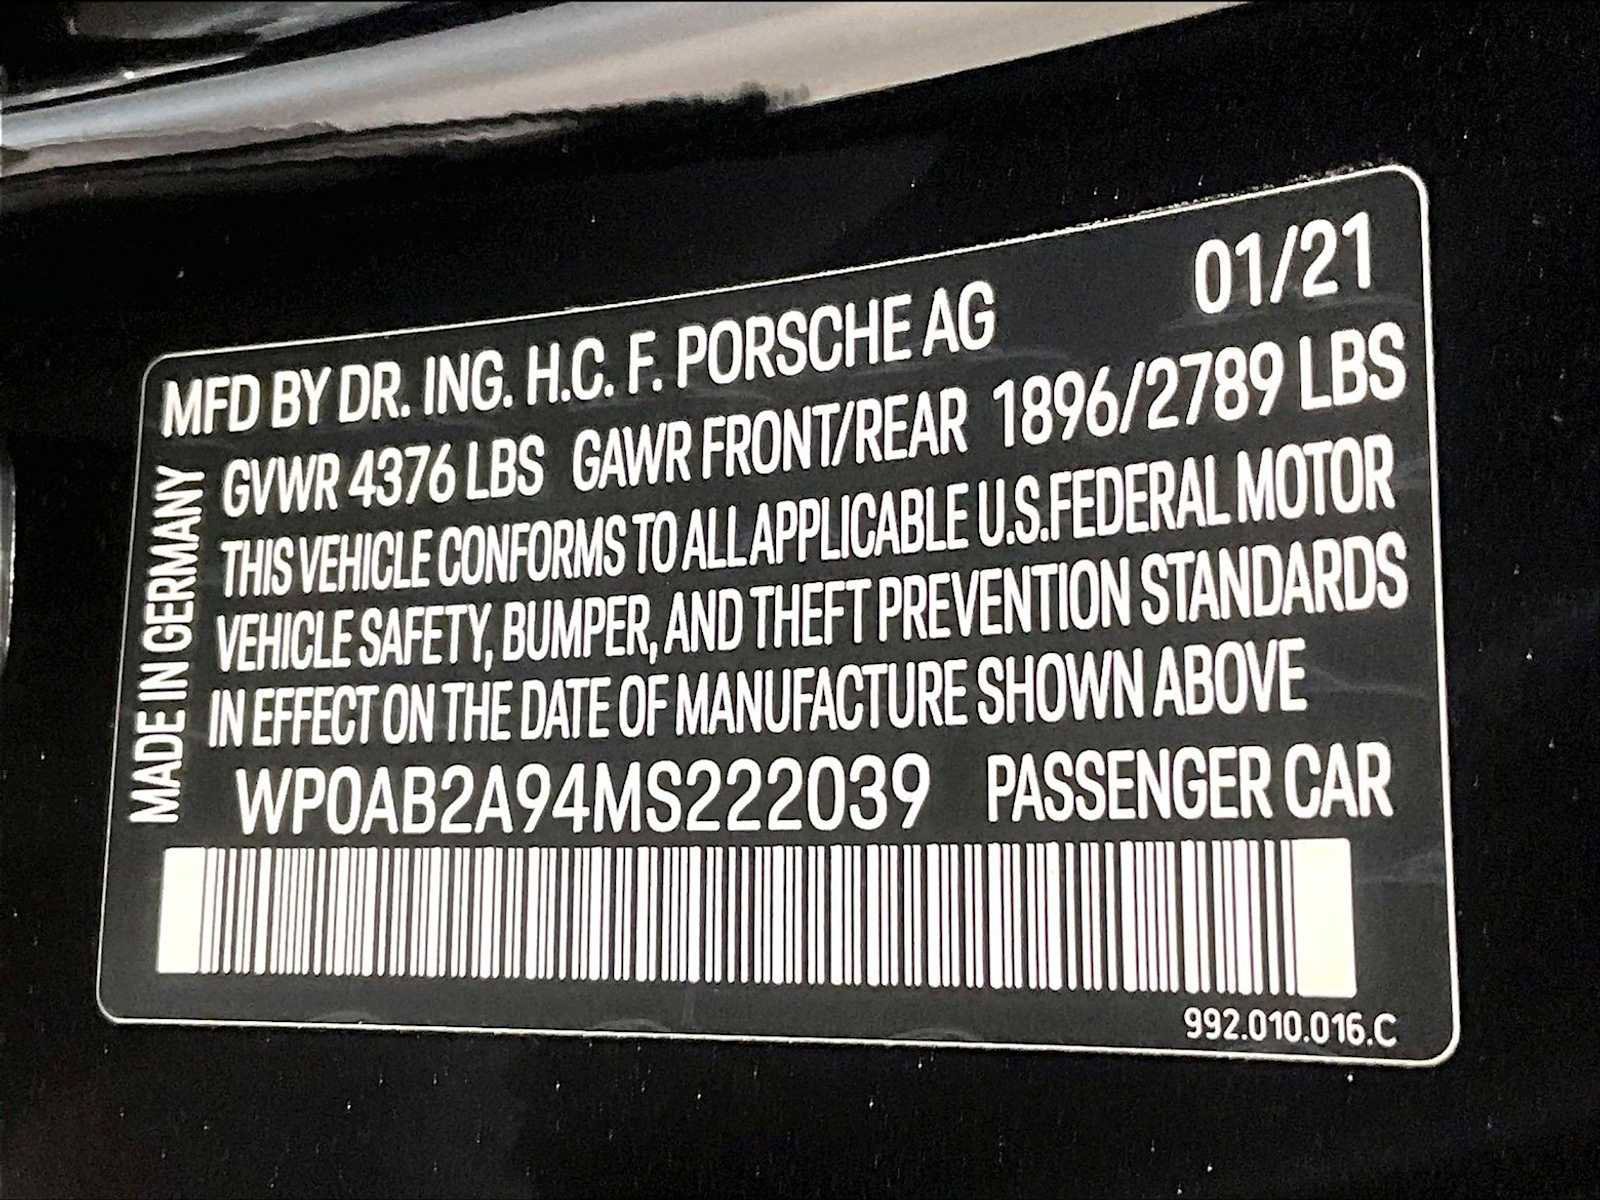 MFD BY DR. ING. H.C. F. PORSCHE AG 01/21
GVWR 4376 LBS GAWR FRONT/REAR 1896/2789 LBS
THIS VEHICLE CONFORMS TO ALL APPLICABLE U.S.FEDERAL MOTOR
VEHICLE SAFETY, BUMPER, AND THEFT PREVENTION STANDARDS
IN EFFECT ON THE DATE OF MANUFACTURE SHOWN ABOVE
WP0AB2A94MS222039 PASSENGER CAR
992.010.016.C
MADE IN GERMANY